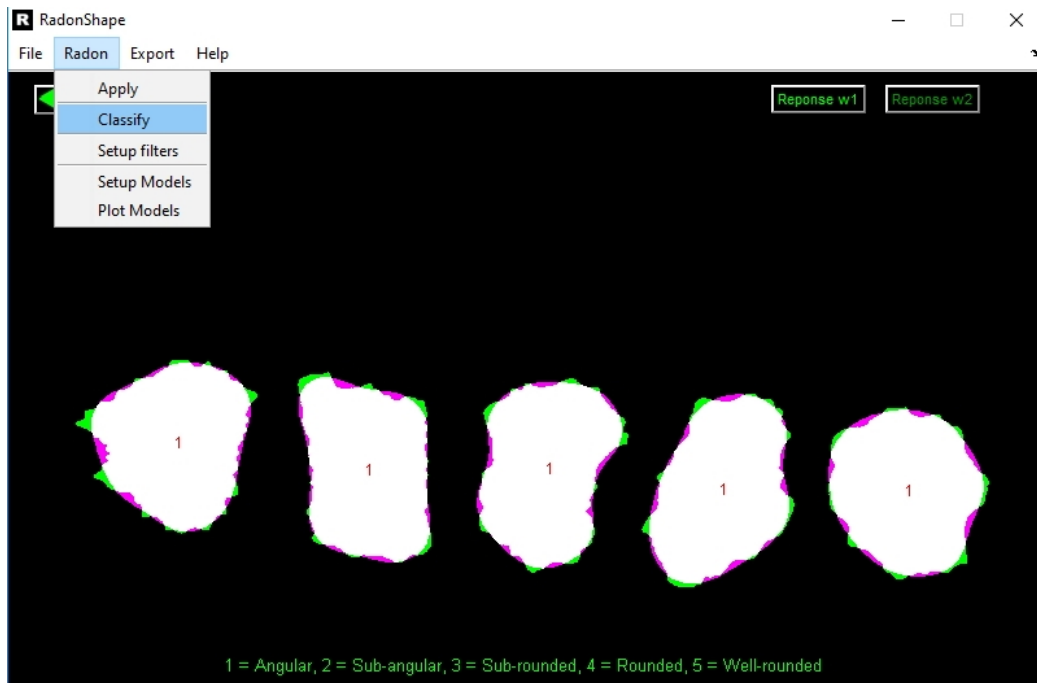 R RadonShape
File Radon Export Help
Apply
Classify
Setup filters
Setup Models
Plot Models
Reponse w1 Reponse w2
1
1
1
1
1
1 = Angular, 2 = Sub-angular, 3 = Sub-rounded, 4 = Rounded, 5 = Well-rounded